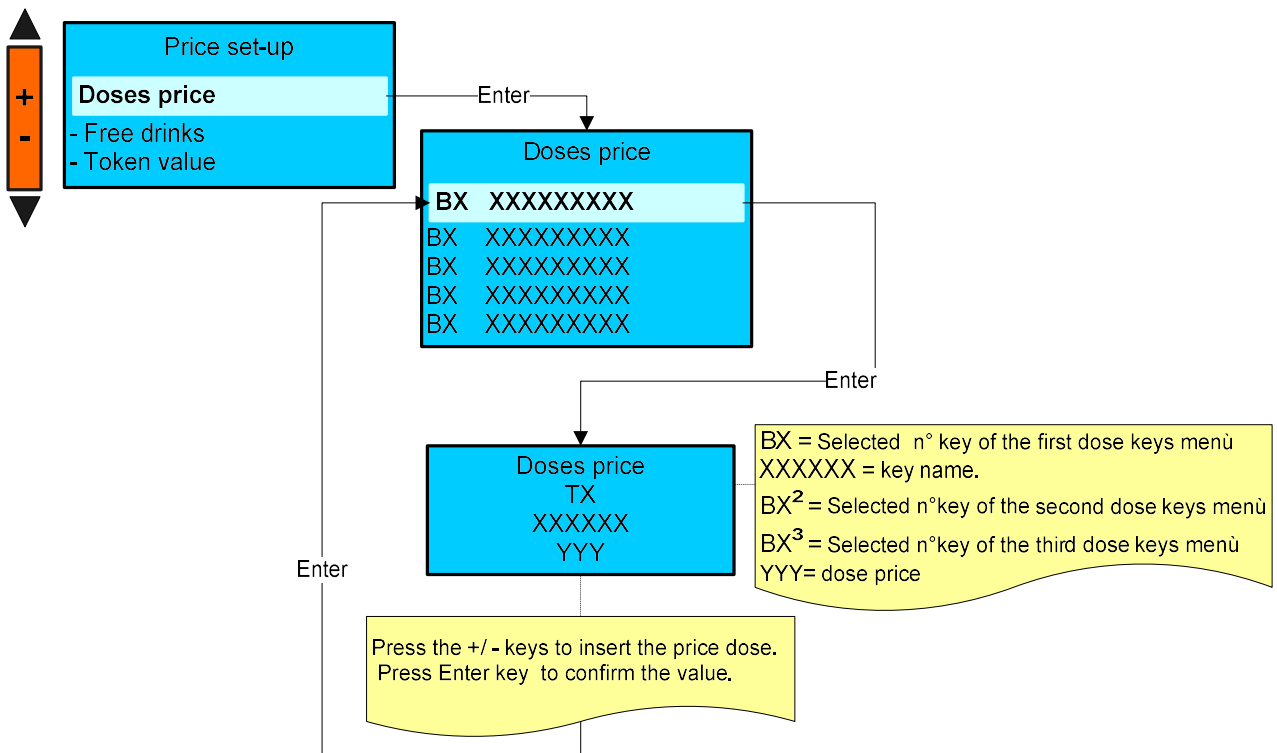 +
-
Price set-up
Doses price
- Free drinks
- Token value
Enter
Doses price
BX XXXXXXXXX
BX XXXXXXXXX
BX XXXXXXXXX
BX XXXXXXXXX
BX XXXXXXXXX
Enter
Doses price
TX
XXXXXX
YYY
BX = Selected n° key of the first dose keys menù
XXXXXX = key name.
BX² = Selected n°key of the second dose keys menù
BX³ = Selected n°key of the third dose keys menù
YYY= dose price
Enter
Press the +/ - keys to insert the price dose.
Press Enter key to confirm the value.